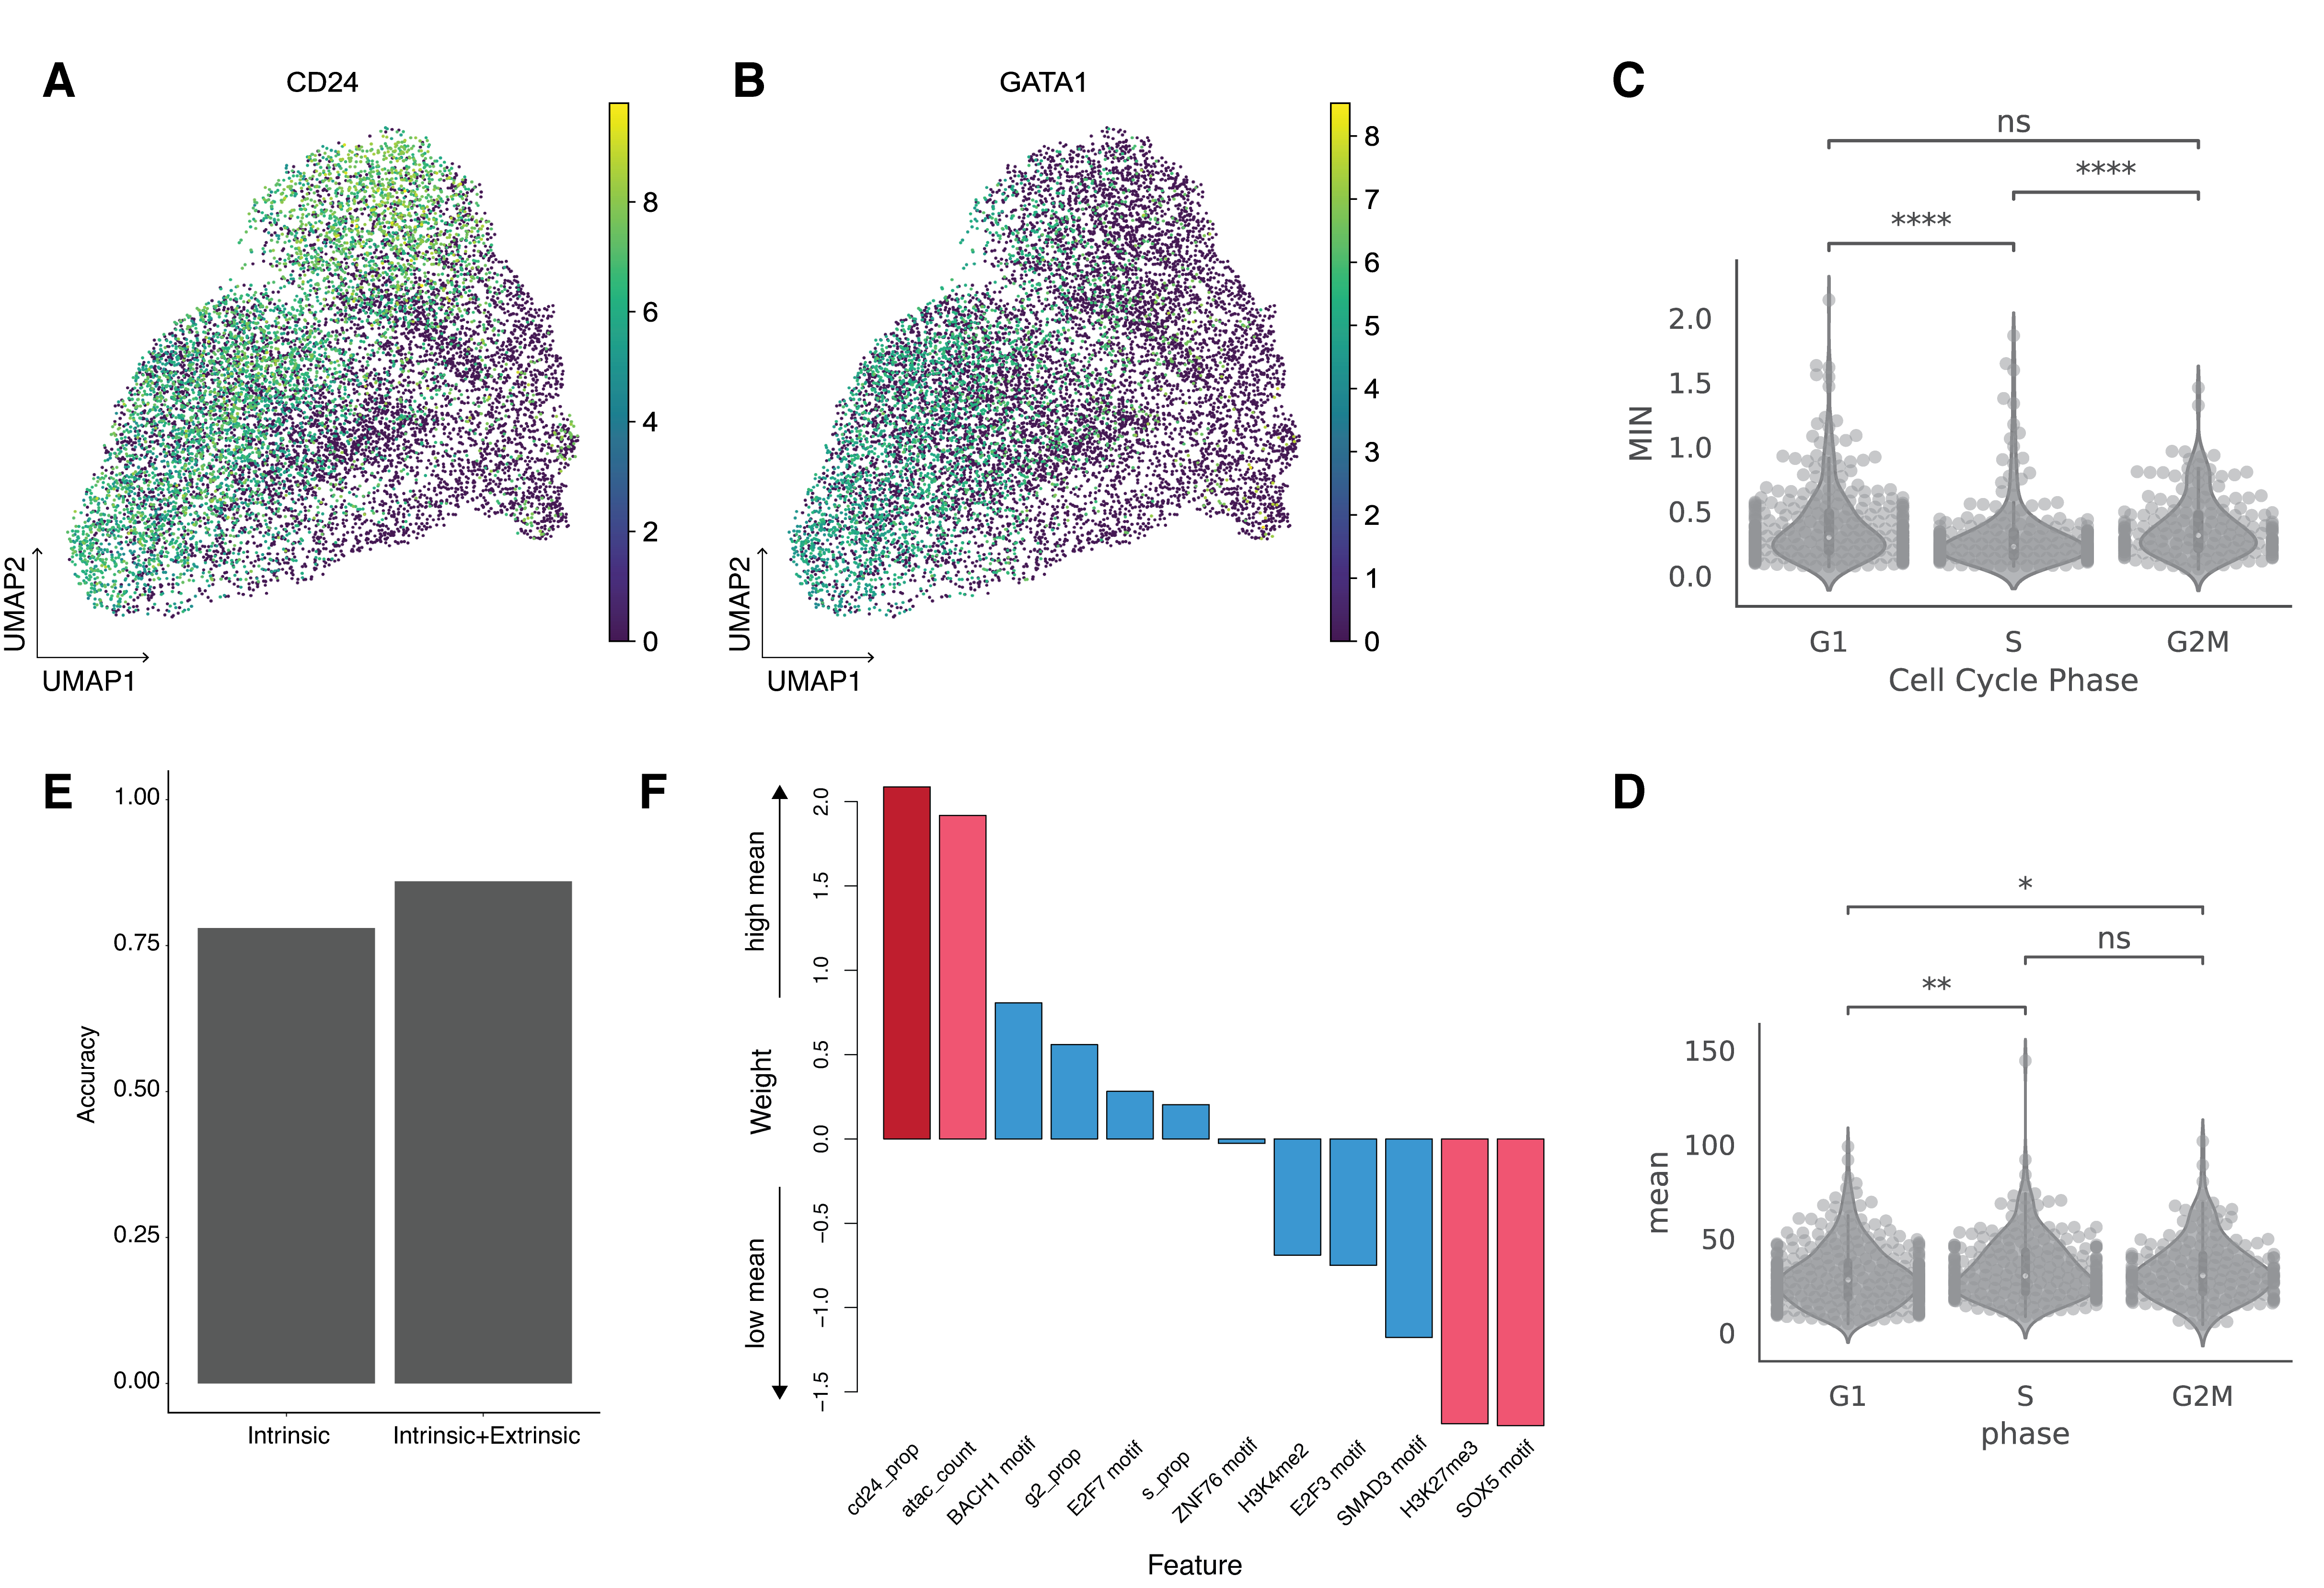 A
CD24
8
6
4
2
0
UMAP2
UMAP1
B
GATA1
8
7
6
5
4
3
2
1
0
UMAP2
UMAP1
C
ns
****
****
2.0
1.5
1.0
0.5
0.0
MIN
G1 S G2M
Cell Cycle Phase
E
1.00
0.75
0.50
0.25
0.00
Accuracy
Intrinsic Intrinsic+Extrinsic
F
high mean
Weight
low mean
2.0
1.5
1.0
0.5
0.0
−0.5
−1.0
−1.5
cd24_prop
atac_count
BACH1 motif
g2_prop
E2F7 motif
s_prop
ZNF76 motif
H3K4me2
E2F3 motif
SMAD3 motif
H3K27me3
SOX5 motif
Feature
D
*
ns
**
150
100
50
0
mean
G1 S G2M
phase